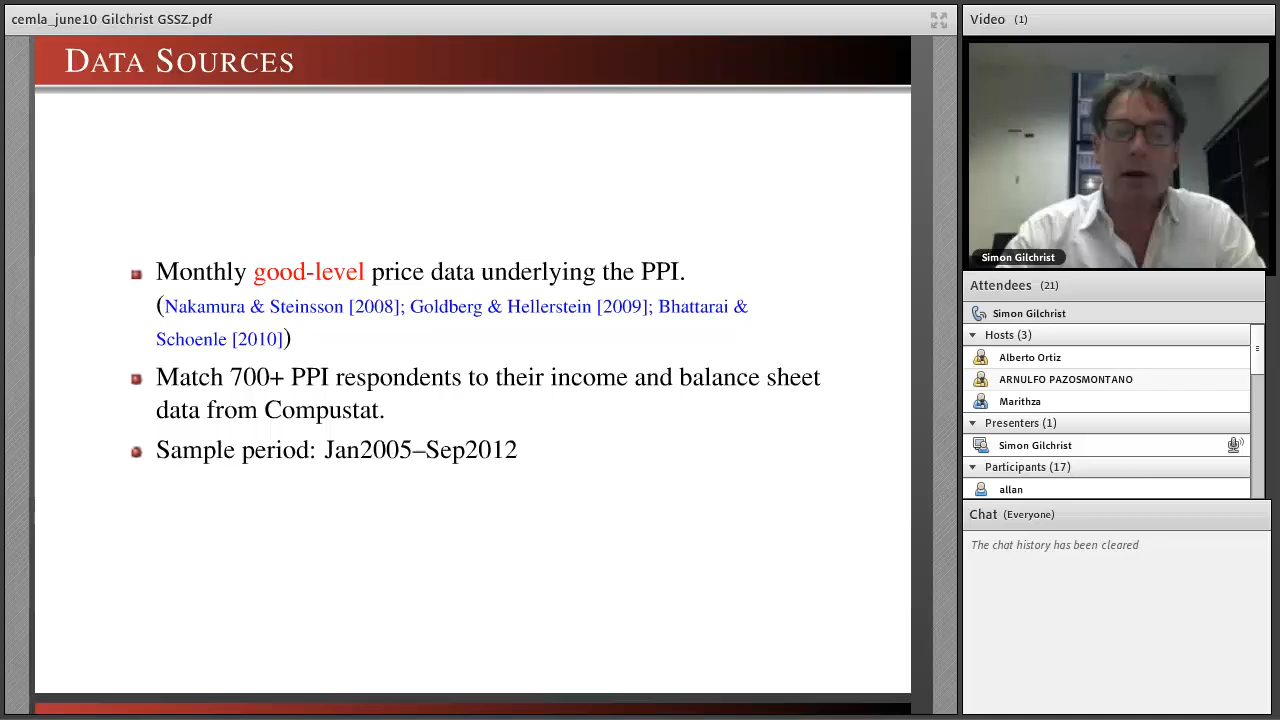 cemla_june10 Gilchrist GSSZ.pdf
DATA SOURCES
Monthly good-level price data underlying the PPI.
(Nakamura & Steinsson [2008]; Goldberg & Hellerstein [2009]; Bhattarai &
Schoenle [2010])
Match 700+ PPI respondents to their income and balance sheet
data from Compustat.
Sample period: Jan2005–Sep2012
Video (1)
Simon Gilchrist
Attendees (21)
Simon Gilchrist
Hosts (3)
Alberto Ortiz
ARNULFO PAZOSMONTANO
Marithza
Presenters (1)
Simon Gilchrist
Participants (17)
allan
Chat (Everyone)
The chat history has been cleared